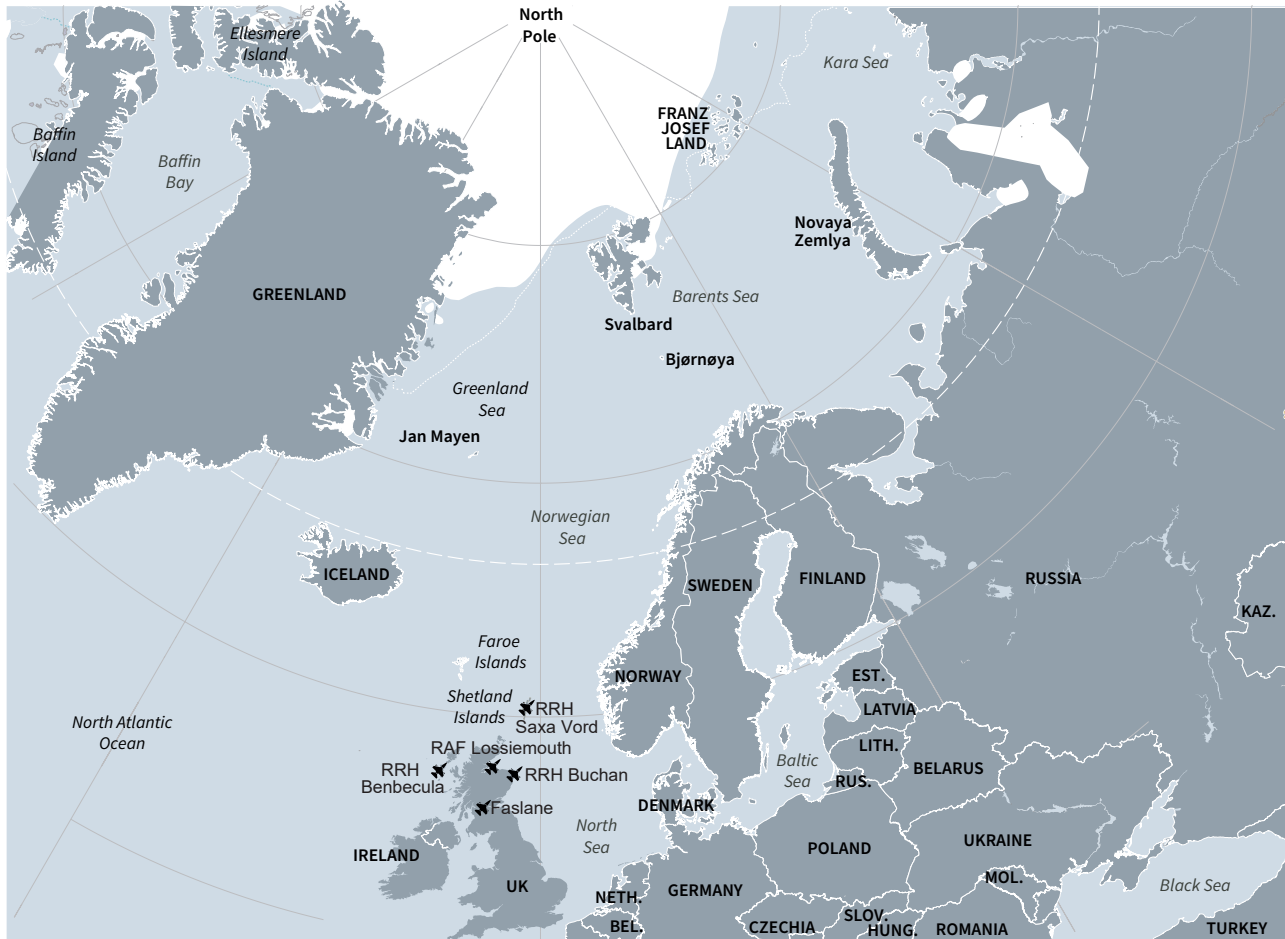 North
Pole
Ellesmere
Island
Kara Sea
FRANZ
JOSEF
LAND
Baffin
Island
Baffin
Bay
Novaya
Zemlya
GREENLAND
Barents Sea
Svalbard
Bjørnøya
Greenland
Sea
Jan Mayen
Norwegian
Sea
ICELAND
SWEDEN
FINLAND
RUSSIA
KAZ.
Faroe
Islands
NORWAY
EST.
Shetland
Islands
RRH
Saxa Vord
LATVIA
North Atlantic
Ocean
RAF Lossiemouth
LITH.
RRH
Benbecula
RRH Buchan
Baltic
Sea
RUS.
BELARUS
Faslane
DENMARK
North
Sea
IRELAND
POLAND
UKRAINE
UK
MOL.
Black Sea
NETH.
GERMANY
BEL.
CZECHIA
SLOV.
HUNG.
ROMANIA
TURKEY